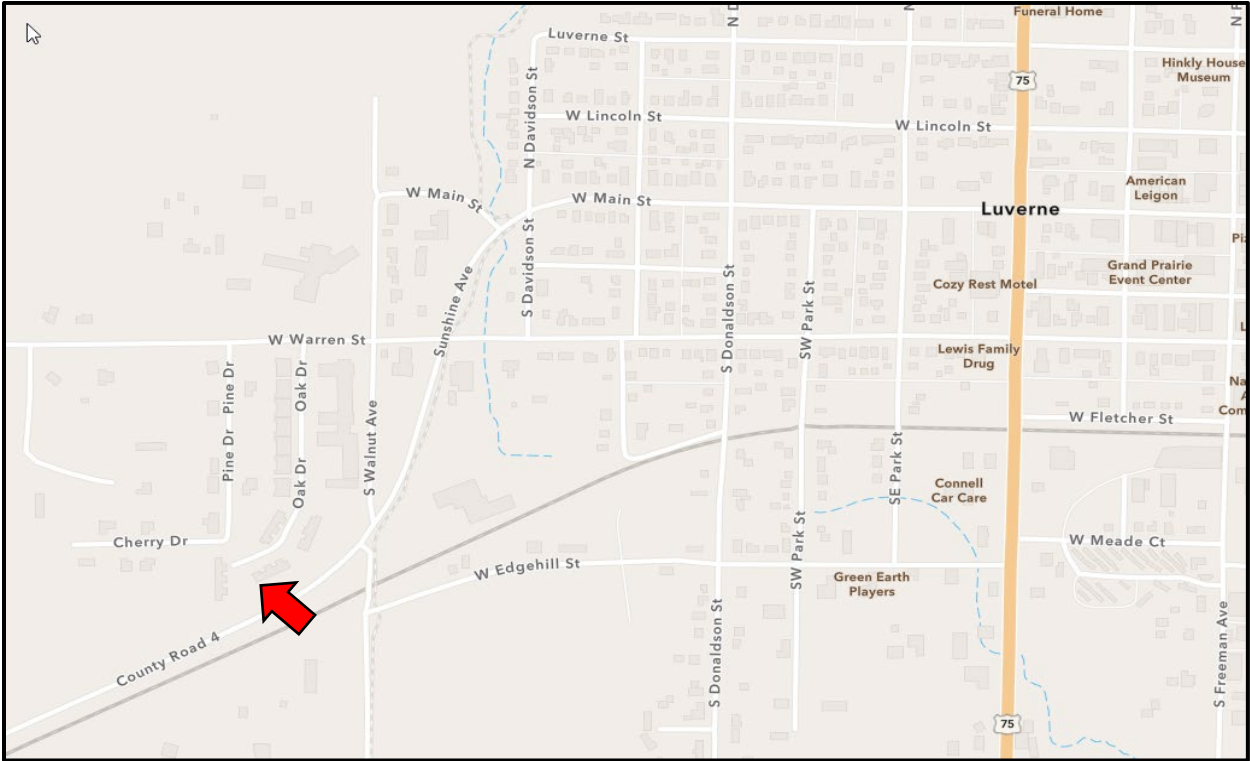 Funeral Home
N D
N
N F
Luverne St
Hinkly House
Museum
75
N Davidson St
W Lincoln St
W Lincoln St
American
Leigon
W Main St
W Main St
Luverne
S Davidson St
Sunshine Ave
S Donaldson St
SW Park St
Pi
Grand Prairie
Event Center
Cozy Rest Motel
W Warren St
Lewis Family
Drug
L
Na
A
Com
Pine Dr
Pine Dr
Oak Dr
Oak Dr
S Walnut Ave
W Fletcher St
SE Park St
Connell
Car Care
Cherry Dr
W Meade Ct
W Edgehill St
SW Park St
Green Earth
Players
County Road 4
S Donaldson St
S Freeman Ave
75